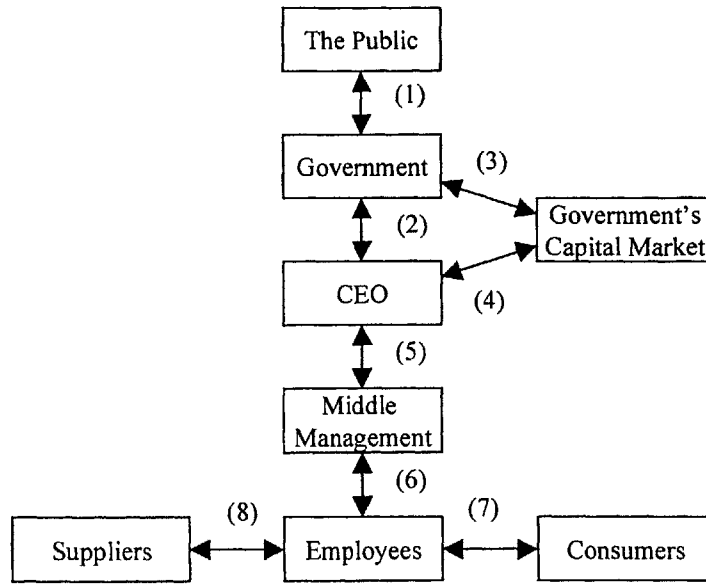 The Public
(1)
Government
(3)
Government's
Capital Market
(2)
CEO
(4)
(5)
Middle
Management
(6)
(8)
(7)
Suppliers
Employees
Consumers